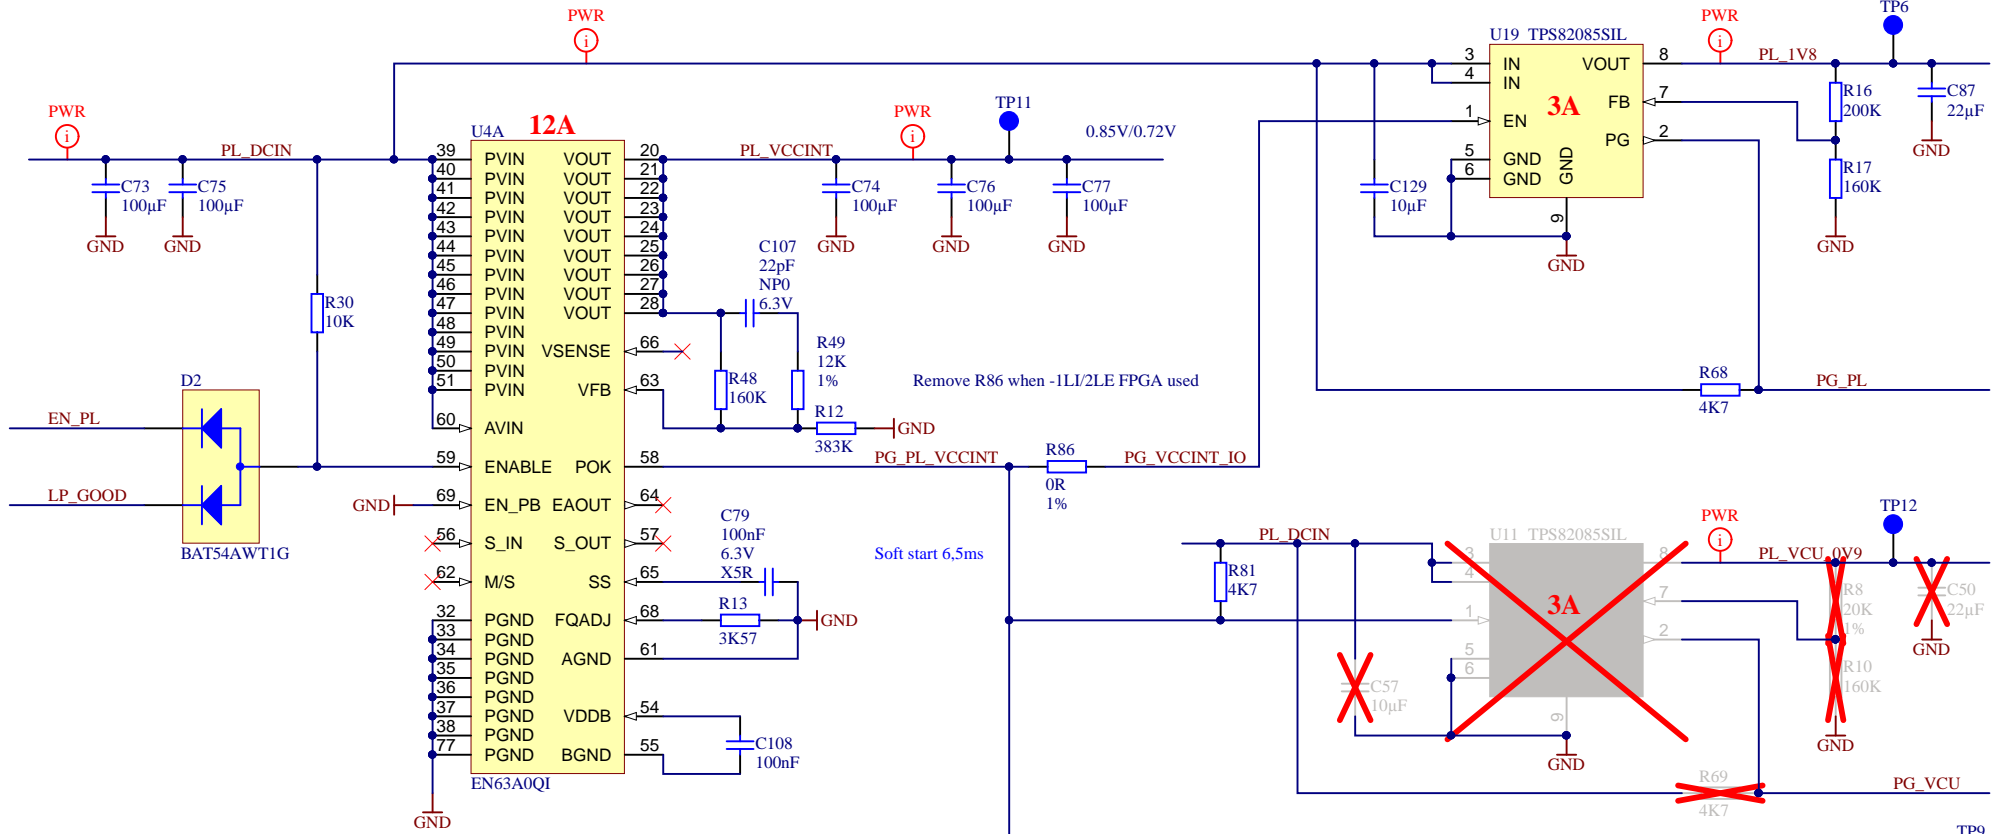 PWR
TP6
U19 TPS82085SIL
PWR
3 IN VOUT 8 PL_1V8
4 IN
R16
200K
C87
22µF
7 FB
3A
1 EN
PG 2
GND
5 GND
6 GND
GND
9
R17
160K
GND
C129
10µF
GND
PWR
U4A
12A
PL_DCIN
C73
100µF
GND
C75
100µF
GND
R30
10K
39 PVIN VOUT 20
40 PVIN VOUT 21
41 PVIN VOUT 22
42 PVIN VOUT 23
43 PVIN VOUT 24
44 PVIN VOUT 25
45 PVIN VOUT 26
46 PVIN VOUT 27
47 PVIN VOUT 28
48 PVIN
49 PVIN VSENSE 66
50 PVIN
51 PVIN VFB 63
60 AVIN
59 ENABLE POK 58
69 EN_PB EAOUT 64
56 S_IN S_OUT 57
62 M/S SS 65
32 PGND FQADJ 68
33 PGND
34 PGND AGND 61
35 PGND
36 PGND
37 PGND VDDB 54
38 PGND
77 PGND BGND 55
EN63A0QI
GND
GND
D2
EN_PL
LP_GOOD
BAT54AWT1G
PL_VCCINT
PWR
TP11
0.85V/0.72V
C74
100µF
GND
C76
100µF
GND
C77
100µF
GND
C107
22pF
NP0
6.3V
R48
160K
R49
12K
1%
R12
383K
GND
Remove R86 when -1LI/2LE FPGA used
R68
4K7
PG_PL
PG_PL_VCCINT
R86
0R
1%
PG_VCCINT_IO
C79
100nF
6.3V
X5R
Soft start 6,5ms
R13
3K57
GND
C108
100nF
PL_DCIN
R81
4K7
C57
10µF
U11 TPS82085SIL
3A
3
4
1
5
6
8
7
2
9
GND
PWR
PL_VCU_0V9
TP12
R8
20K
1%
C50
22µF
GND
R10
160K
GND
R69
4K7
PG_VCU
TP9